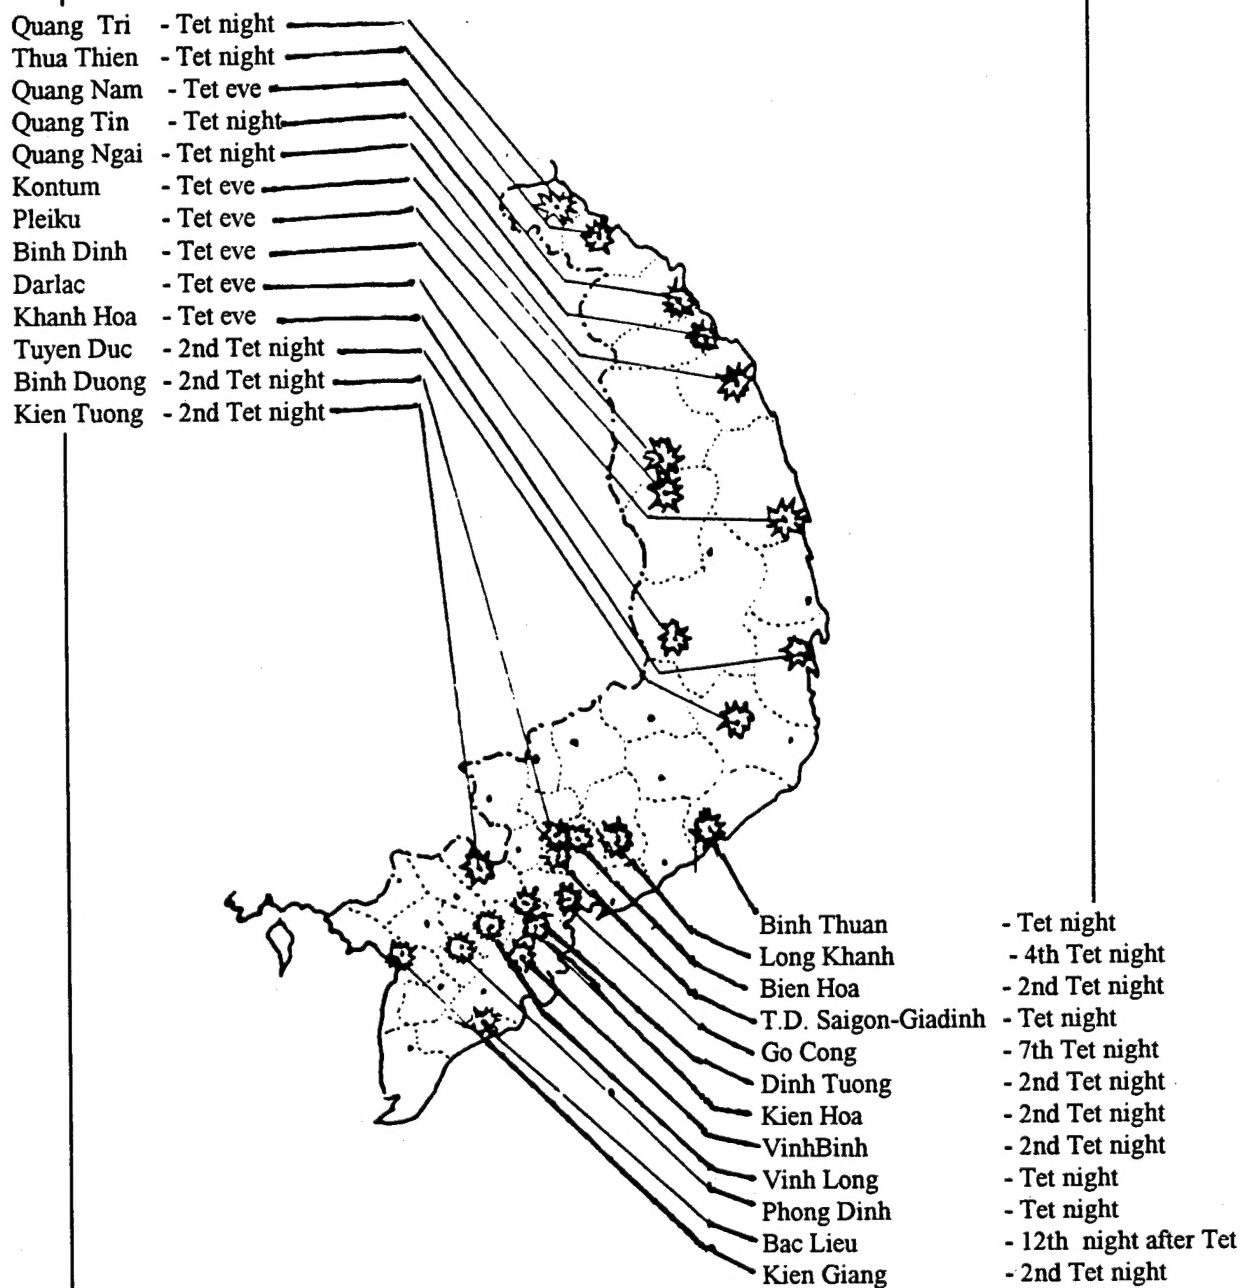 Quang Tri - Tet night
Thua Thien - Tet night
Quang Nam - Tet eve
Quang Tin - Tet night
Quang Ngai - Tet night
Kontum - Tet eve
Pleiku - Tet eve
Binh Dinh - Tet eve
Darlac - Tet eve
Khanh Hoa - Tet eve
Tuyen Duc - 2nd Tet night
Binh Duong - 2nd Tet night
Kien Tuong - 2nd Tet night
Binh Thuan - Tet night
Long Khanh - 4th Tet night
Bien Hoa - 2nd Tet night
T.D. Saigon-Giadinh - Tet night
Go Cong - 7th Tet night
Dinh Tuong - 2nd Tet night
Kien Hoa - 2nd Tet night
VinhBinh - 2nd Tet night
Vinh Long - Tet night
Phong Dinh - Tet night
Bac Lieu - 12th night after Tet
Kien Giang - 2nd Tet night